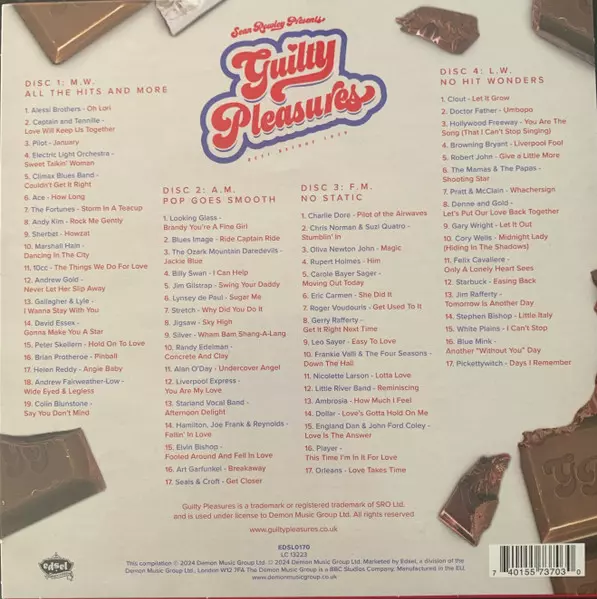 Sean Rowley Presents
Guilty
Pleasures
BEST BEFORE 1979
DISC 1: M.W.
ALL THE HITS AND MORE
1. Alessi Brothers - Oh Lori
2. Captain and Tennille -
Love Will Keep Us Together
3. Pilot - January
4. Electric Light Orchestra -
Sweet Talkin' Woman
5. Climax Blues Band -
Couldn't Get It Right
6. Ace - How Long
7. The Fortunes - Storm In A Teacup
8. Andy Kim - Rock Me Gently
9. Sherbet - Howzat
10. Marshall Hain -
Dancing In The City
11. 10cc - The Things We Do For Love
12. Andrew Gold -
Never Let Her Slip Away
13. Gallagher & Lyle -
I Wanna Stay With You
14. David Essex -
Gonna Make You A Star
15. Peter Skellern - Hold On To Love
16. Brian Protheroe - Pinball
17. Helen Reddy - Angie Baby
18. Andrew Fairweather-Low -
Wide Eyed & Legless
19. Colin Blunstone -
Say You Don't Mind
DISC 2: A.M.
POP GOES SMOOTH
1. Looking Glass -
Brandy You're A Fine Girl
2. Blues Image - Ride Captain Ride
3. The Ozark Mountain Daredevils -
Jackie Blue
4. Billy Swan - I Can Help
5. Jim Gilstrap - Swing Your Daddy
6. Lynsey de Paul - Sugar Me
7. Stretch - Why Did You Do It
8. Jigsaw - Sky High
9. Silver - Wham Bam Shang-A-Lang
10. Randy Edelman -
Concrete And Clay
11. Alan O'Day - Undercover Angel
12. Liverpool Express -
You Are My Love
13. Starland Vocal Band -
Afternoon Delight
14. Hamilton, Joe Frank & Reynolds -
Fallin' In Love
15. Elvin Bishop -
Fooled Around And Fell In Love
16. Art Garfunkel - Breakaway
17. Seals & Croft - Get Closer
DISC 3: F.M.
NO STATIC
1. Charlie Dore - Pilot of the Airwaves
2. Chris Norman & Suzi Quatro -
Stumblin' In
3. Oliva Newton John - Magic
4. Rupert Holmes - Him
5. Carole Bayer Sager -
Moving Out Today
6. Eric Carmen - She Did It
7. Roger Voudouris - Get Used To It
8. Gerry Rafferty -
Get It Right Next Time
9. Leo Sayer - Easy To Love
10. Frankie Valli & The Four Seasons -
Down The Hall
11. Nicolette Larson - Lotta Love
12. Little River Band - Reminiscing
13. Ambrosia - How Much I Feel
14. Dollar - Love's Gotta Hold On Me
15. England Dan & John Ford Coley -
Love Is The Answer
16. Player -
This Time I'm In It For Love
17. Orleans - Love Takes Time
DISC 4: L.W.
NO HIT WONDERS
1. Clout - Let It Grow
2. Doctor Father - Umbopo
3. Hollywood Freeway - You Are The
Song (That I Can't Stop Singing)
4. Browning Bryant - Liverpool Fool
5. Robert John - Give a Little More
6. The Mamas & The Papas -
Shooting Star
7. Pratt & McClain - Whachersign
8. Danne and Gold -
Let's Put Our Love Back Together
9. Gary Wright - Let It Out
10. Cory Wells - Midnight Lady
(Hiding In The Shadows)
11. Felix Cavaliere -
Only A Lonely Heart Sees
12. Starbuck - Easing Back
13. Jim Rafferty -
Tomorrow Is Another Day
14. Stephen Bishop - Little Italy
15. White Plains - I Can't Stop
16. Blue Mink -
Another "Without You" Day
17. Pickettywitch - Days I Remember
Guilty Pleasures is a trademark or registered trademark of SRO Ltd.
and is used under license to Demon Music Group Ltd. All rights reserved
www.guiltypleasures.co.uk
EDSL0170
LC 13223
This compilation ℗ 2024 Demon Music Group Ltd. © 2024 Demon Music Group Ltd. Marketed by Edsel, a division of the
Demon Music Group Ltd., London W12 7FA The Demon Music Group is a BBC Studios Company. Manufactured in the EU.
www.demonmusicgroup.co.uk
edsel
7 40155 73703 0